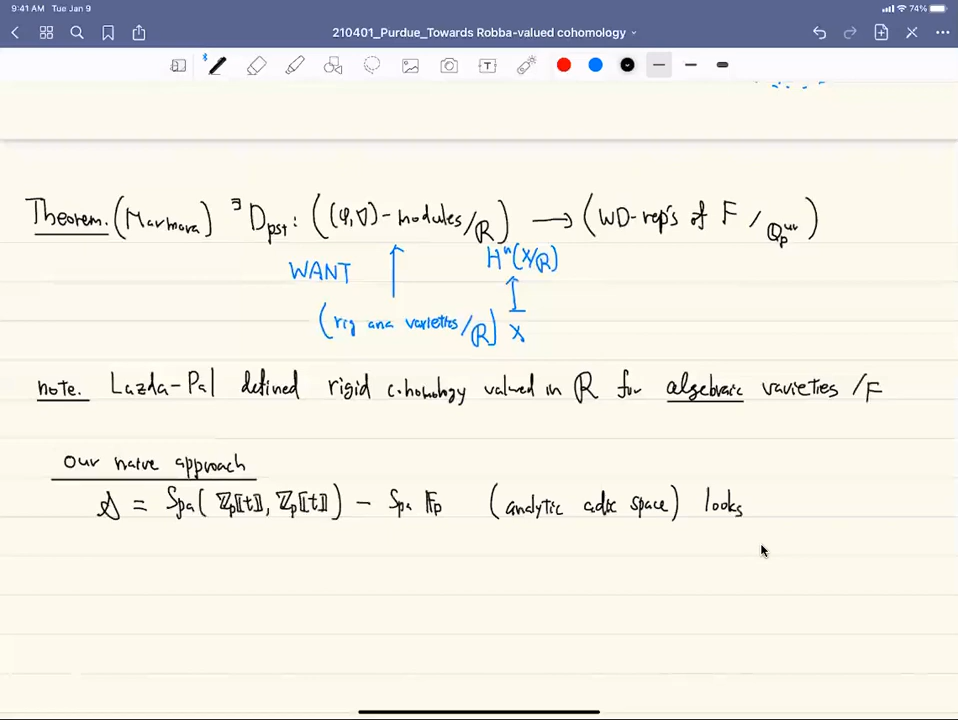 9:41 AM Tue Jan 9
74%
210401_Purdue_Towards Robba-valued cohomology
Theorem. (Marmora) ∃ D_pst : ((φ,∇)-modules/R) → (WD-rep's of F / Q_p^ur)
WANT ↑ H^n(X/R)
(rig ana varieties/R) X
note. Lazda-Pal defined rigid cohomology valued in R for algebraic varieties /F
Our naive approach
S = Spa(Z_p[[t]], Z_p[[t]]) − Spa F_p (analytic adic space) looks